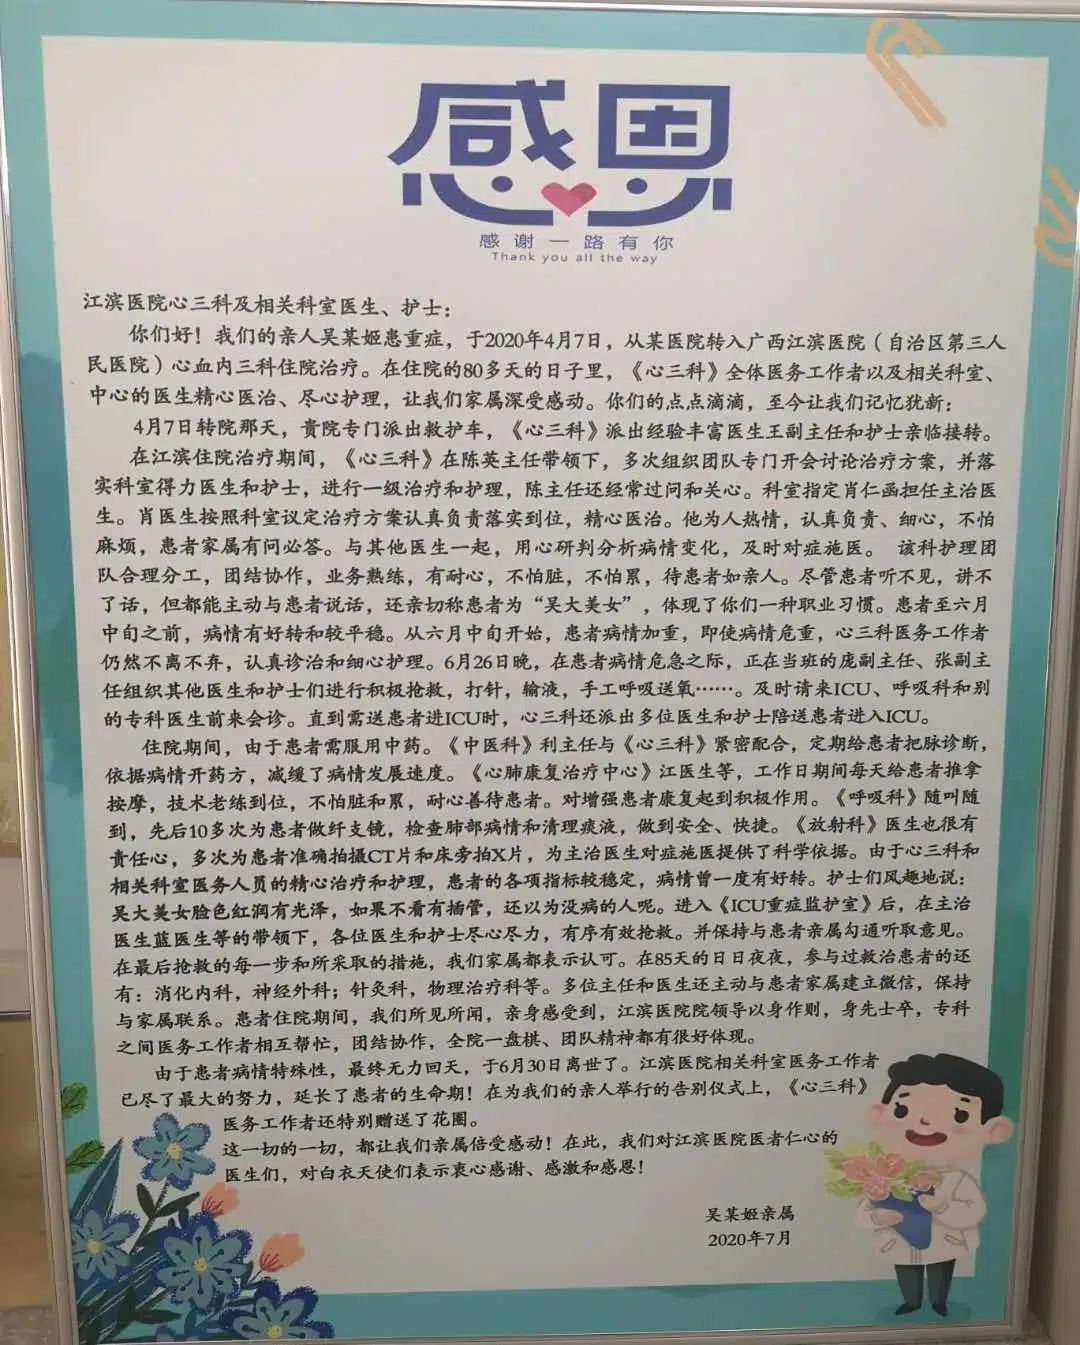 感恩
感谢一路有你
Thank you all the way
江滨医院心三科及相关科室医生、护士：
你们好！我们的亲人吴某姬患重症，于2020年4月7日，从某医院转入广西江滨医院（自治区第三人
民医院）心血内三科住院治疗。在住院的80多天的日子里，《心三科》全体医务工作者以及相关科室、
中心的医生精心医治、尽心护理，让我们家属深受感动。你们的点点滴滴，至今让我们记忆犹新：
4月7日转院那天，贵院专门派出救护车，《心三科》派出经验丰富医生王副主任和护士亲临接转。
在江滨住院治疗期间，《心三科》在陈英主任带领下，多次组织团队专门开会讨论治疗方案，并落
实科室得力医生和护士，进行一级治疗和护理，陈主任还经常过问和关心。科室指定肖仁函担任主治医
生。肖医生按照科室议定治疗方案认真负责落实到位，精心医治。他为人热情，认真负责、细心，不怕
麻烦，患者家属有问必答。与其他医生一起，用心研判分析病情变化，及时对症施医。 该科护理团
队合理分工，团结协作，业务熟练，有耐心，不怕脏，不怕累，待患者如亲人。尽管患者听不见，讲不
了话，但都能主动与患者说话，还亲切称患者为“吴大美女”，体现了你们一种职业习惯。患者至六月
中旬之前，病情有好转和较平稳。从六月中旬开始，患者病情加重，即使病情危重，心三科医务工作者
仍然不离不弃，认真诊治和细心护理。6月26日晚，在患者病情危急之际，正在当班的庞副主任、张副主
任组织其他医生和护士们进行积极抢救，打针，输液，手工呼吸送氧……。及时请来ICU、呼吸科和别
的专科医生前来会诊。直到需送患者进ICU时，心三科还派出多位医生和护士陪送患者进入ICU。
住院期间，由于患者需服用中药。《中医科》利主任与《心三科》紧密配合，定期给患者把脉诊断，
依据病情开药方，减缓了病情发展速度。《心肺康复治疗中心》江医生等，工作日期间每天给患者推拿
按摩，技术老练到位，不怕脏和累，耐心善待患者。对增强患者康复起到积极作用。《呼吸科》随叫随
到，先后10多次为患者做纤支镜，检查肺部病情和清理痰液，做到安全、快捷。《放射科》医生也很有
责任心，多次为患者准确拍摄CT片和床旁拍X片，为主治医生对症施医提供了科学依据。由于心三科和
相关科室医务人员的精心治疗和护理，患者的各项指标较稳定，病情曾一度有好转。护士们风趣地说：
吴大美女脸色红润有光泽，如果不看有插管，还以为没病的人呢。进入《ICU重症监护室》后，在主治
医生蓝医生等的带领下，各位医生和护士尽心尽力，有序有效抢救。并保持与患者亲属勾通听取意见。
在最后抢救的每一步和所采取的措施，我们家属都表示认可。在85天的日日夜夜，参与过救治患者的还
有：消化内科，神经外科；针灸科，物理治疗科等。多位主任和医生还主动与患者家属建立微信，保持
与家属联系。患者住院期间，我们所见所闻，亲身感受到，江滨医院院领导以身作则，身先士卒，专科
之间医务工作者相互帮忙，团结协作，全院一盘棋、团队精神都有很好体现。
由于患者病情特殊性，最终无力回天，于6月30日离世了。江滨医院相关科室医务工作者
已尽了最大的努力，延长了患者的生命期！在为我们的亲人举行的告别仪式上，《心三科》
医务工作者还特别赠送了花圈。
这一切的一切，都让我们亲属倍受感动！在此，我们对江滨医院医者仁心的
医生们，对白衣天使们表示衷心感谢、感激和感恩！
吴某姬亲属
2020年7月